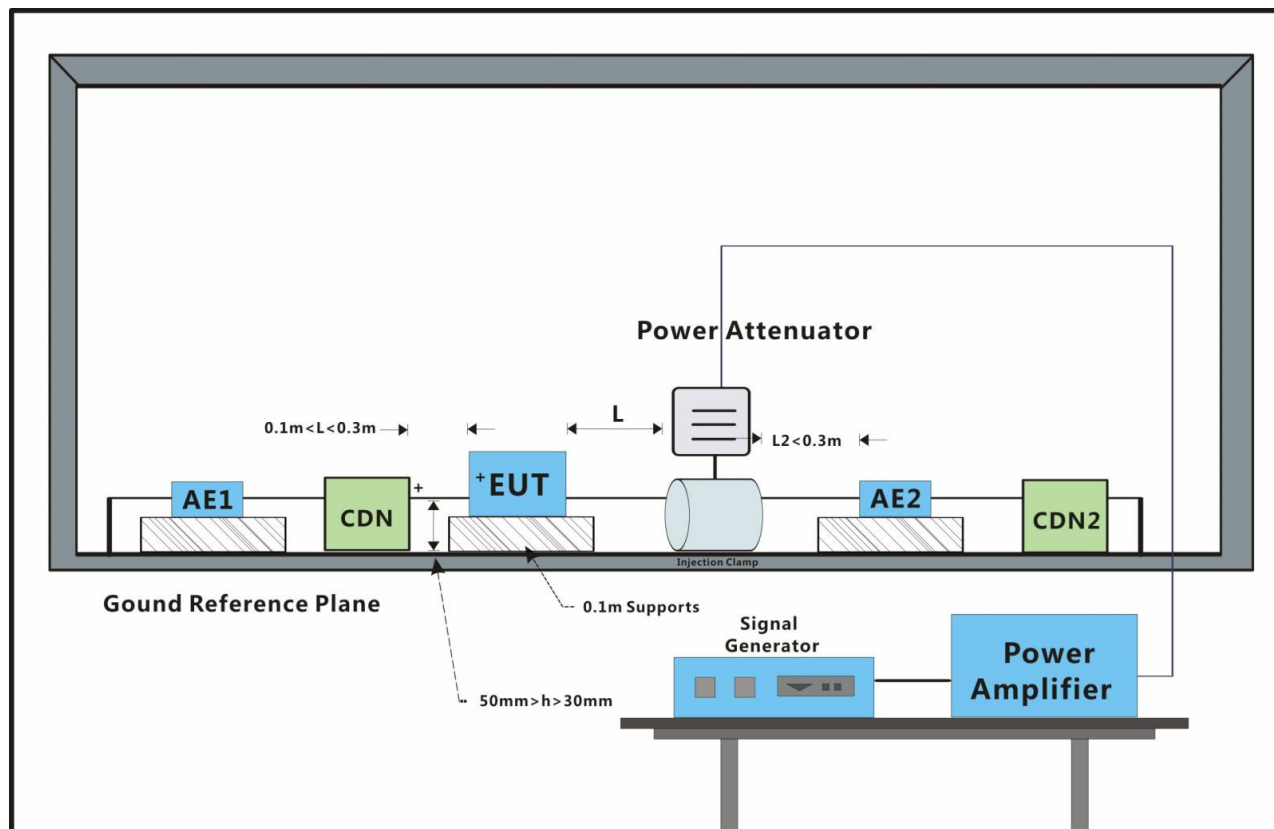 Power Attenuator
0.1m<L<0.3m
L
L2<0.3m
AE1
CDN
+
+EUT
AE2
CDN2
Injection Clamp
Gound Reference Plane
0.1m Supports
50mm>h>30mm
Signal
Generator
Power
Amplifier